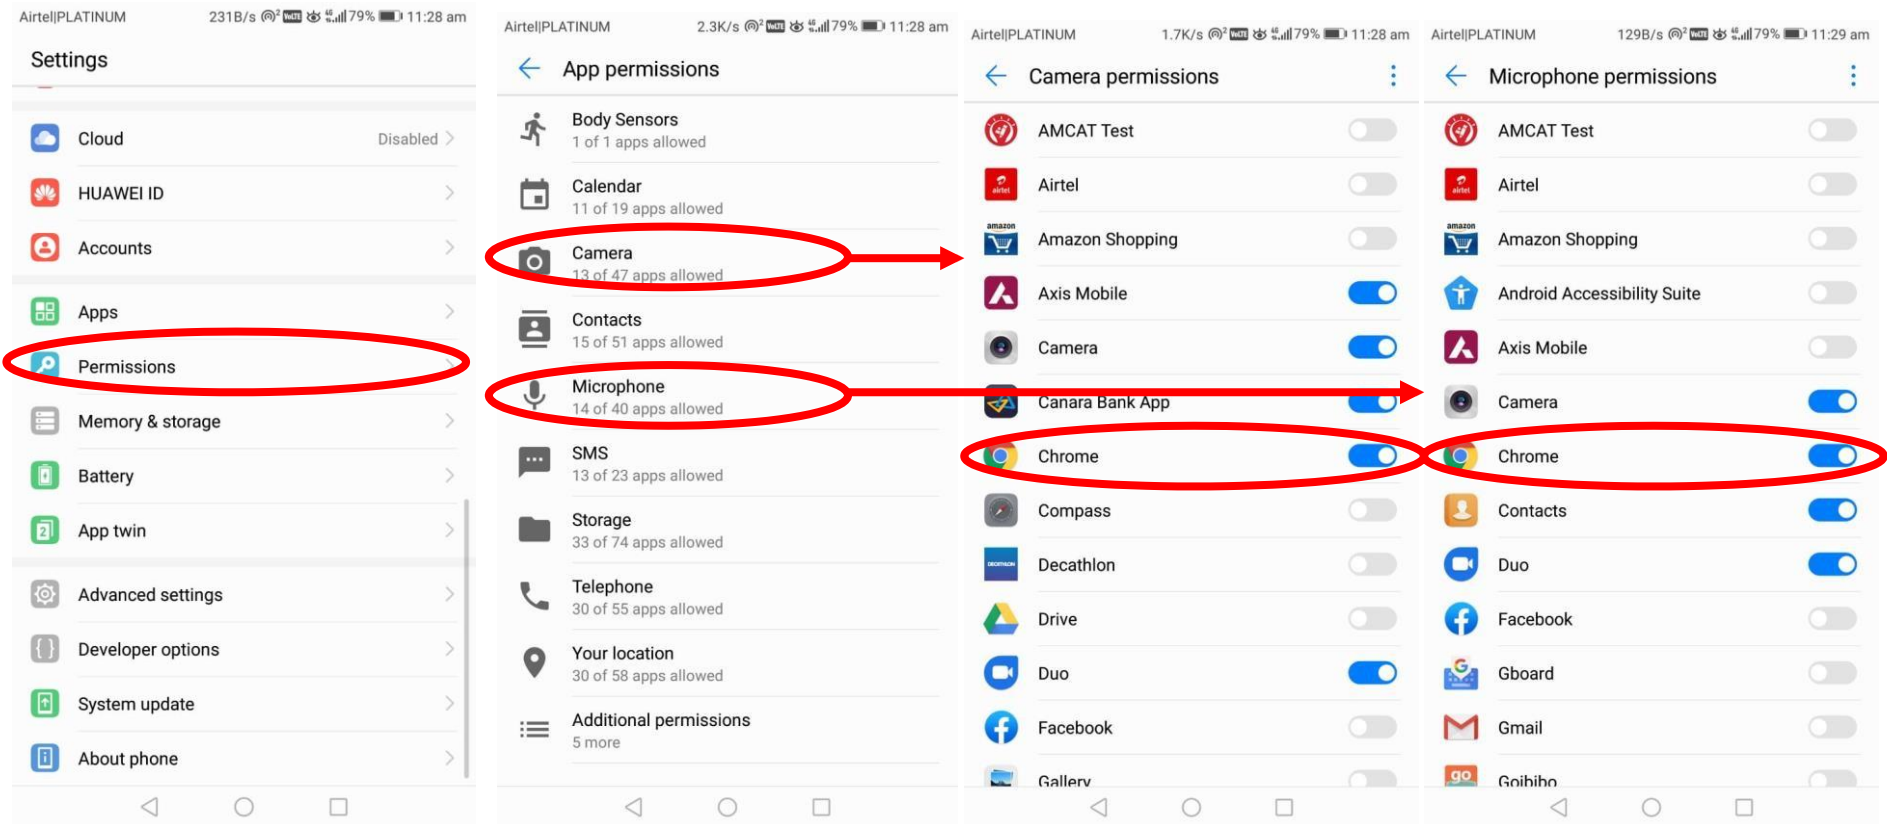 Airtel|PLATINUM 231B/s 79% 11:28 am
Settings
Cloud Disabled
HUAWEI ID
Accounts
Apps
Permissions
Memory & storage
Battery
App twin
Advanced settings
Developer options
System update
About phone
Airtel|PLATINUM 2.3K/s 79% 11:28 am
App permissions
Body Sensors
1 of 1 apps allowed
Calendar
11 of 19 apps allowed
Camera
13 of 47 apps allowed
Contacts
15 of 51 apps allowed
Microphone
14 of 40 apps allowed
SMS
13 of 23 apps allowed
Storage
33 of 74 apps allowed
Telephone
30 of 55 apps allowed
Your location
30 of 58 apps allowed
Additional permissions
5 more
Airtel|PLATINUM 1.7K/s 79% 11:28 am
Camera permissions
AMCAT Test
airtel
Airtel
amazon
Amazon Shopping
Axis Mobile
Camera
Canara Bank App
Chrome
Compass
DECATHLON
Decathlon
Drive
Duo
Facebook
Gallery
Airtel|PLATINUM 129B/s 79% 11:29 am
Microphone permissions
AMCAT Test
airtel
Airtel
amazon
Amazon Shopping
Android Accessibility Suite
Axis Mobile
Camera
Chrome
Contacts
Duo
Facebook
Gboard
Gmail
go
Goibibo